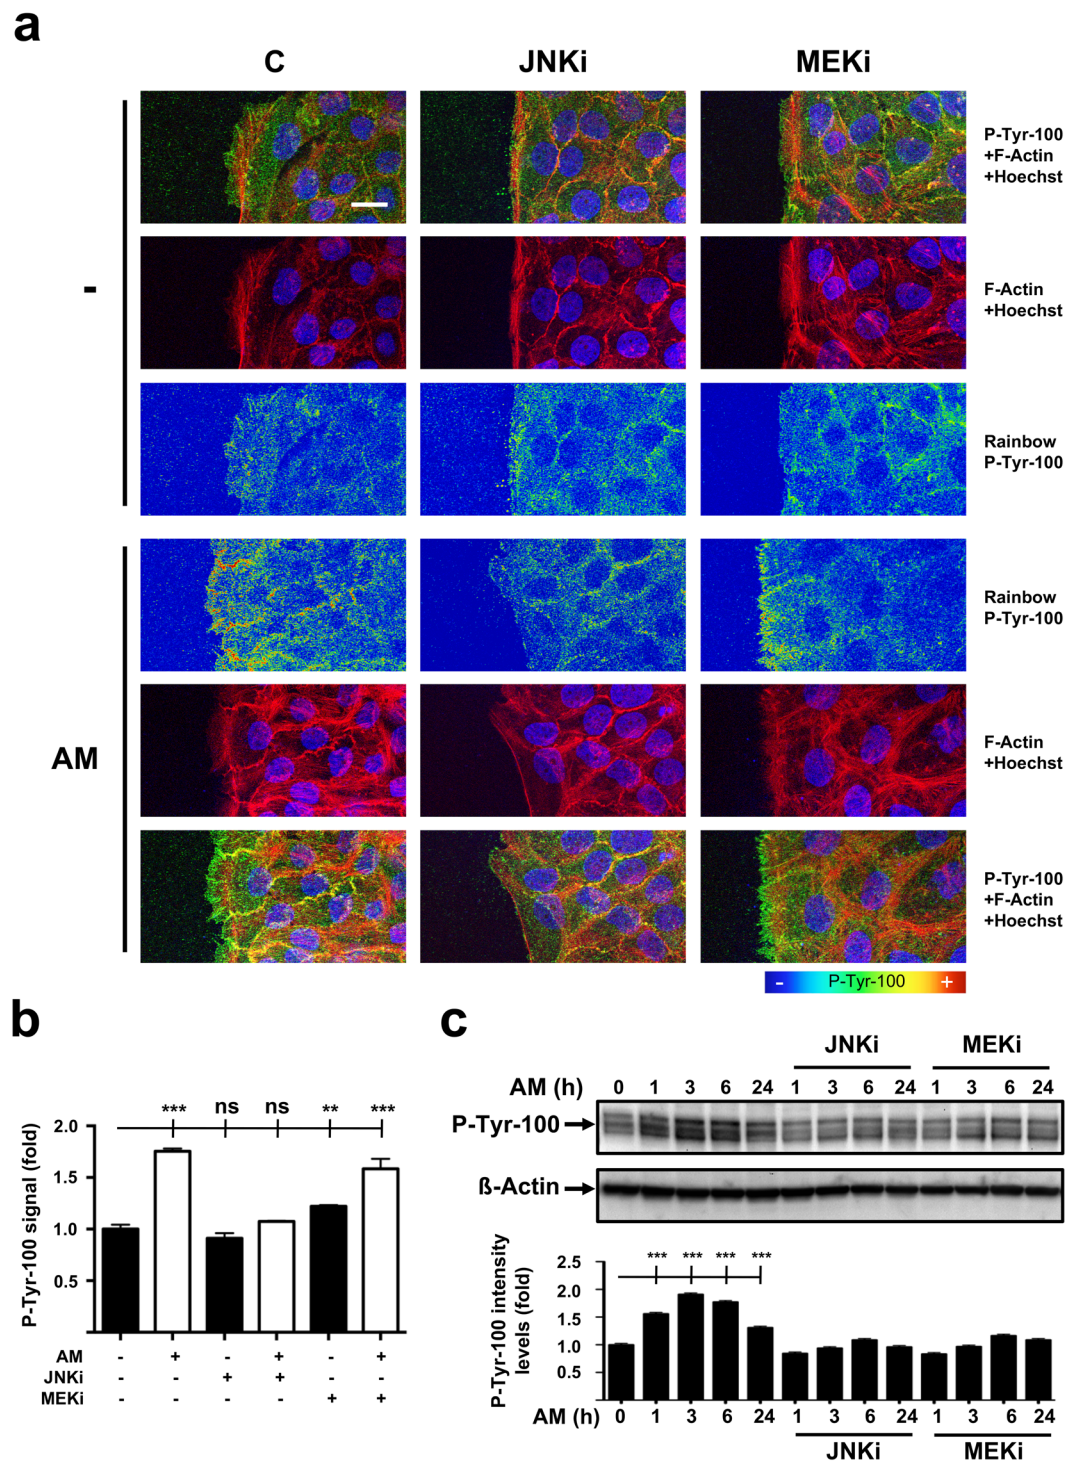 a
C JNKi MEKi
P-Tyr-100
+F-Actin
+Hoechst
-
F-Actin
+Hoechst
Rainbow
P-Tyr-100
Rainbow
P-Tyr-100
AM
F-Actin
+Hoechst
P-Tyr-100
+F-Actin
+Hoechst
- P-Tyr-100 +
b
*** ns ns ** ***
P-Tyr-100 signal (fold)
2.0
1.5
1.0
0.5
AM - + - + - +
JNKi - - + + - -
MEKi - - - - + +
c
JNKi MEKi
AM (h) 0 1 3 6 24 1 3 6 24 1 3 6 24
P-Tyr-100
ß-Actin
*** *** *** ***
P-Tyr-100 intensity
levels (fold)
2.5
2.0
1.5
1.0
0.5
AM (h) 0 1 3 6 24 1 3 6 24 1 3 6 24
JNKi MEKi